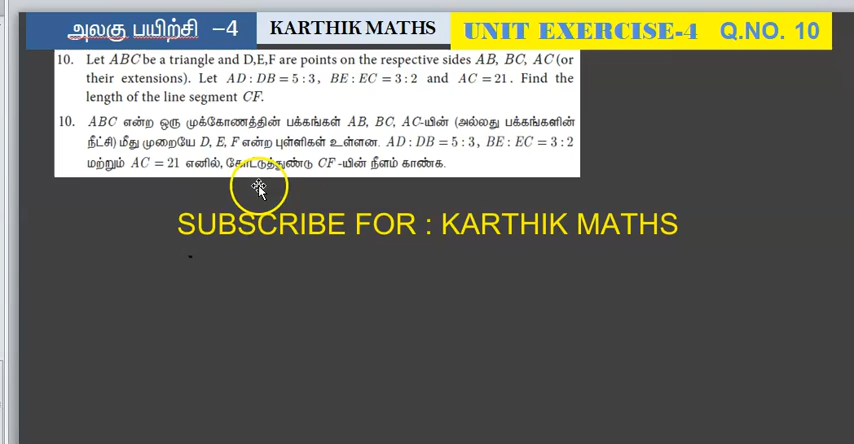 அலகு பயிற்சி –4
KARTHIK MATHS
UNIT EXERCISE-4 Q.NO. 10
10. Let ABC be a triangle and D,E,F are points on the respective sides AB, BC, AC (or
their extensions). Let AD : DB = 5 : 3, BE : EC = 3 : 2 and AC = 21. Find the
length of the line segment CF.
10. ABC என்ற ஒரு முக்கோணத்தின் பக்கங்கள் AB, BC, AC-யின் (அல்லது பக்கங்களின்
நீட்சி) மீது முறையே D, E, F என்ற புள்ளிகள் உள்ளன. AD : DB = 5 : 3, BE : EC = 3 : 2
மற்றும் AC = 21 எனில், கோட்டுத்துண்டு CF -யின் நீளம் காண்க.
SUBSCRIBE FOR : KARTHIK MATHS